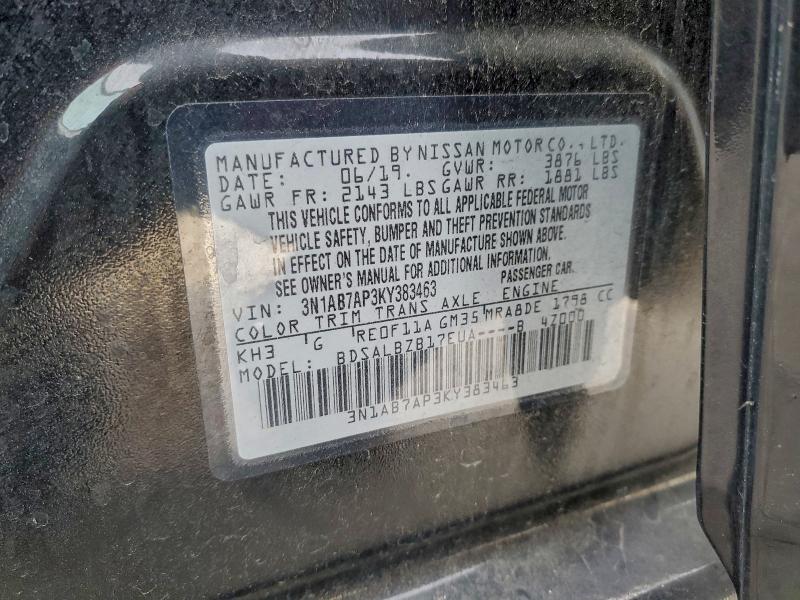 MANUFACTURED BY NISSAN MOTOR CO., LTD.
DATE: 06/19. GVWR: 3876 LBS
GAWR FR: 2143 LBS GAWR RR: 1881 LBS
THIS VEHICLE CONFORMS TO ALL APPLICABLE FEDERAL MOTOR
VEHICLE SAFETY, BUMPER AND THEFT PREVENTION STANDARDS
IN EFFECT ON THE DATE OF MANUFACTURE SHOWN ABOVE.
SEE OWNER'S MANUAL FOR ADDITIONAL INFORMATION.
VIN: 3N1AB7AP3KY383463 PASSENGER CAR.
COLOR TRIM TRANS AXLE ENGINE
KH3 G RE0F11A GM35 MRA8DE 1798 CC
MODEL: BDSALBZB17EUA----B 4Z000
3N1AB7AP3KY383463